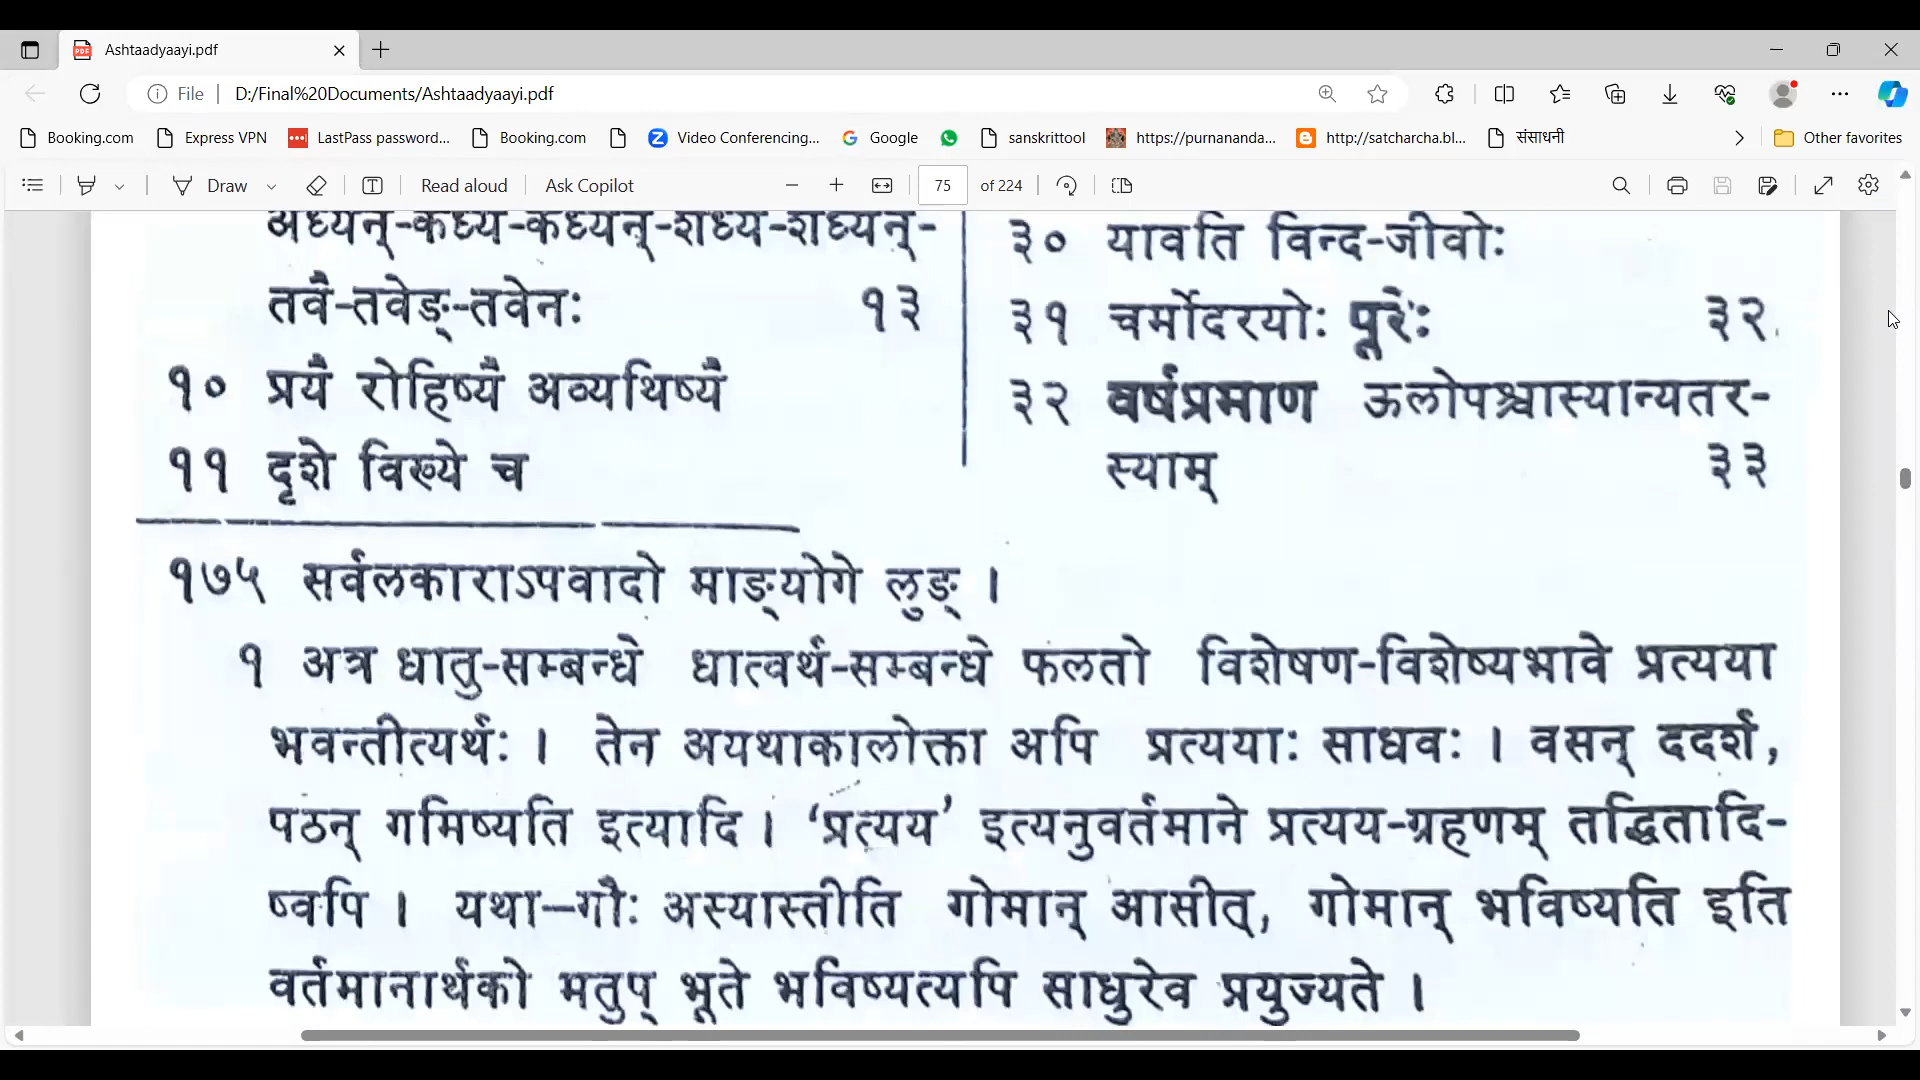 Ashtaadyaayi.pdf
File D:/Final%20Documents/Ashtaadyaayi.pdf
Booking.com Express VPN LastPass password... Booking.com Video Conferencing... Google sanskrittool https://purnananda... http://satcharcha.bl... संसाधनी Other favorites
Draw Read aloud Ask Copilot 75 of 224
अध्यैन्-कध्यै-कध्यैन्-शध्यै-शध्यैन्-
तवै-तवेङ्-तवेनः १३
१० प्रयै रोहिष्यै अव्यथिष्यै
११ दृशे विख्ये च
३० यावति विन्द-जीवोः
३१ चर्मोदरयोः पूरेः ३२
३२ वर्षप्रमाण ऊलोपश्चास्यान्यतर-
स्याम् ३३
१७५ सर्वलकाराऽपवादो माङ्योगे लुङ् ।
१ अत्र धातु-सम्बन्धे धात्वर्थ-सम्बन्धे फलतो विशेषण-विशेष्यभावे प्रत्यया
भवन्तीत्यर्थः । तेन अयथाकालोक्ता अपि प्रत्ययाः साधवः । वसन् ददर्श,
पठन् गमिष्यति इत्यादि । ‘प्रत्यय’ इत्यनुवर्तमाने प्रत्यय-ग्रहणम् तद्धितादि-
ष्वपि । यथा—गौः अस्यास्तीति गोमान् आसीत्, गोमान् भविष्यति इति
वर्तमानार्थको मतुप् भूते भविष्यत्यपि साधुरेव प्रयुज्यते ।